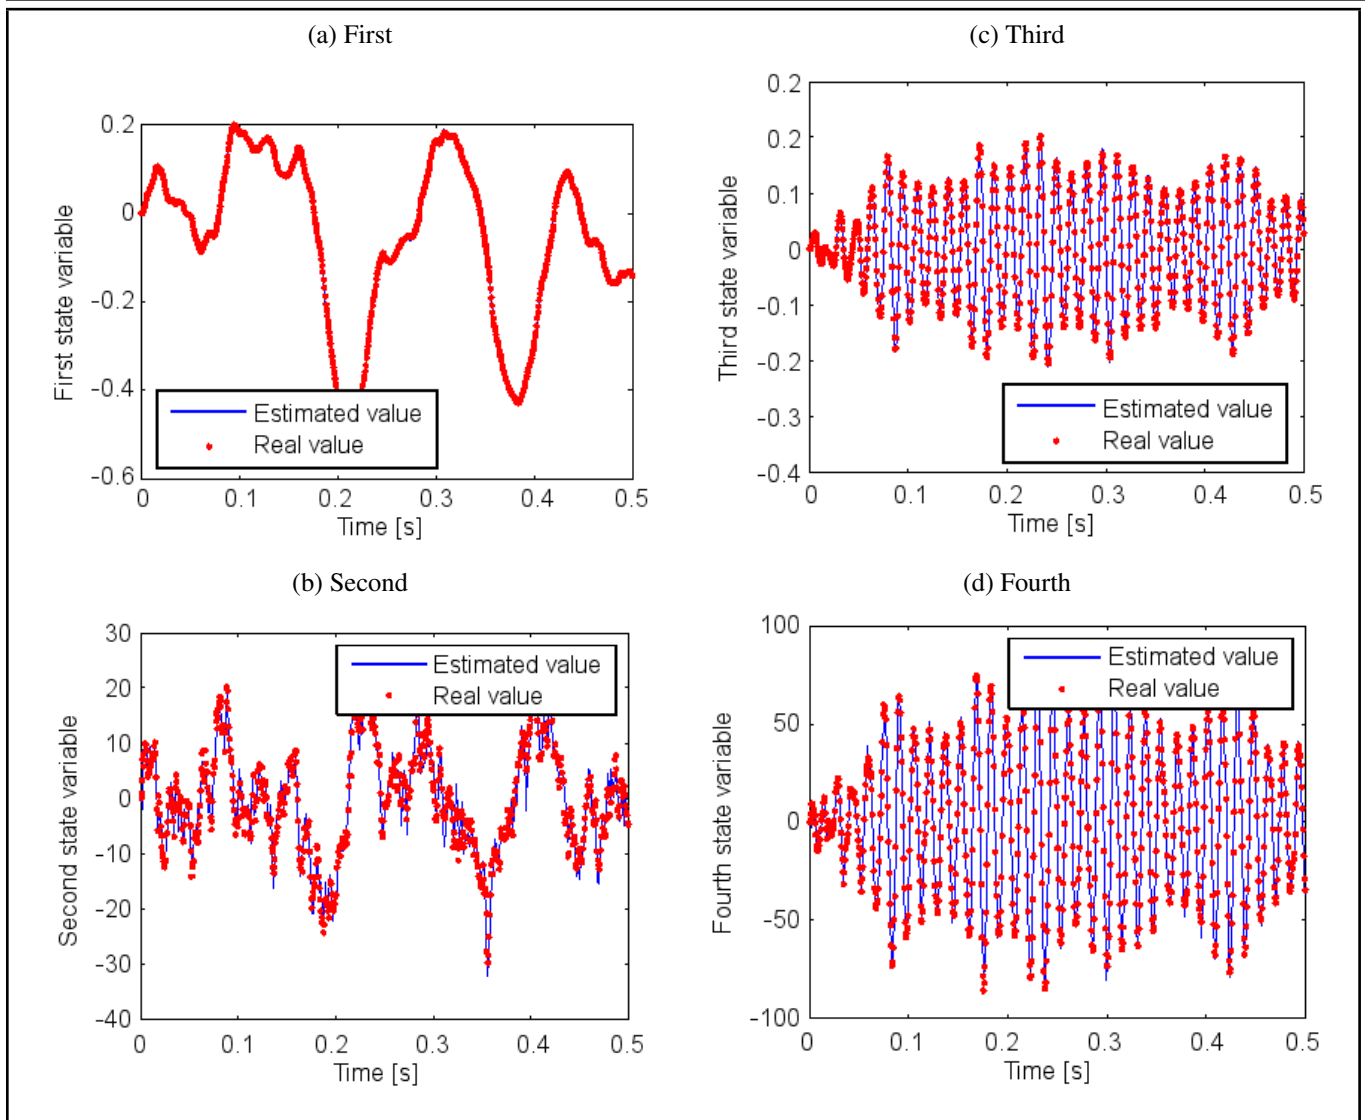 (a) First
0.2
0
-0.2
-0.4
-0.6
First state variable
Estimated value
Real value
0 0.1 0.2 0.3 0.4 0.5
Time [s]
(c) Third
0.2
0.2
0.1
0
-0.1
-0.2
-0.3
-0.4
Third state variable
Estimated value
Real value
0 0.1 0.2 0.3 0.4 0.5
Time [s]
(b) Second
30
20
10
0
-10
-20
-30
-40
Second state variable
Estimated value
Real value
0 0.1 0.2 0.3 0.4 0.5
Time [s]
(d) Fourth
100
50
0
-50
-100
Fourth state variable
Estimated value
Real value
0 0.1 0.2 0.3 0.4 0.5
Time [s]